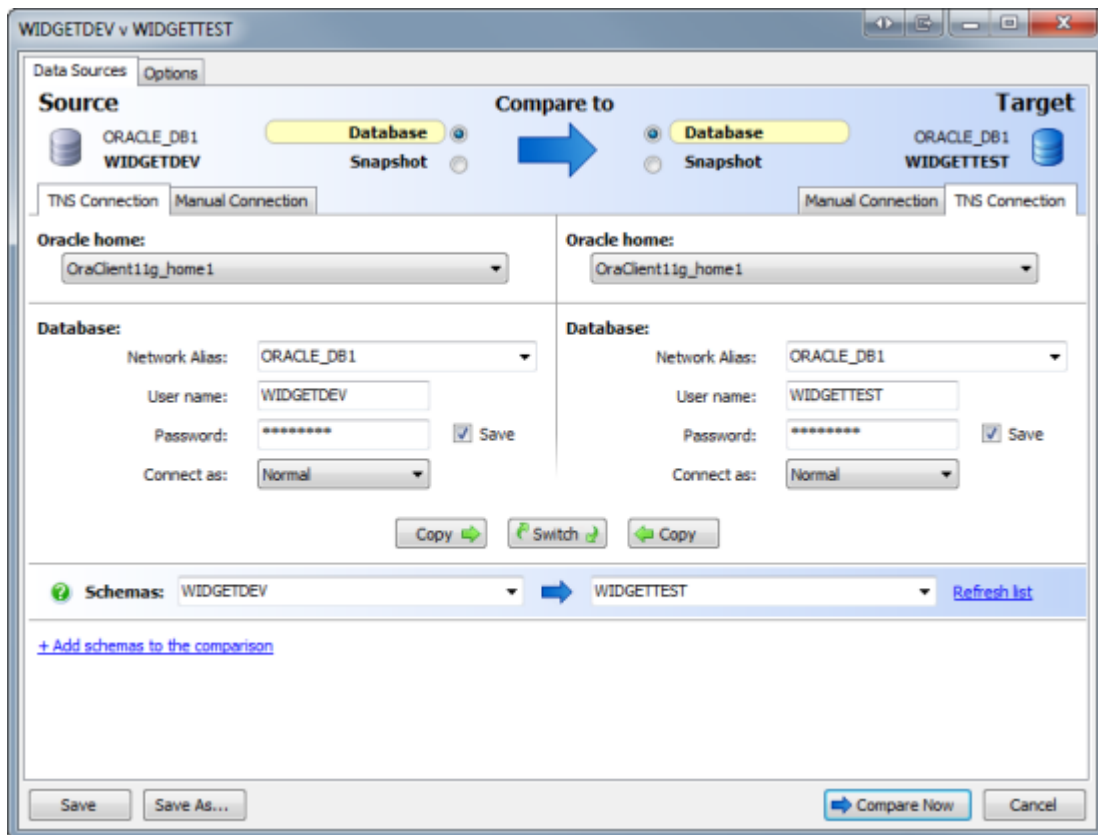 WIDGETDEV v WIDGETTEST
Data Sources Options
Source Compare to Target
ORACLE_DB1 Database Database ORACLE_DB1
WIDGETDEV Snapshot Snapshot WIDGETTEST
TNS Connection Manual Connection Manual Connection TNS Connection
Oracle home: Oracle home:
OraClient11g_home1 OraClient11g_home1
Database: Database:
Network Alias: ORACLE_DB1 Network Alias: ORACLE_DB1
User name: WIDGETDEV User name: WIDGETTEST
Password: ******** Save Password: ******** Save
Connect as: Normal Connect as: Normal
Copy Switch Copy
Schemas: WIDGETDEV WIDGETTEST Refresh list
+ Add schemas to the comparison
Save Save As... Compare Now Cancel